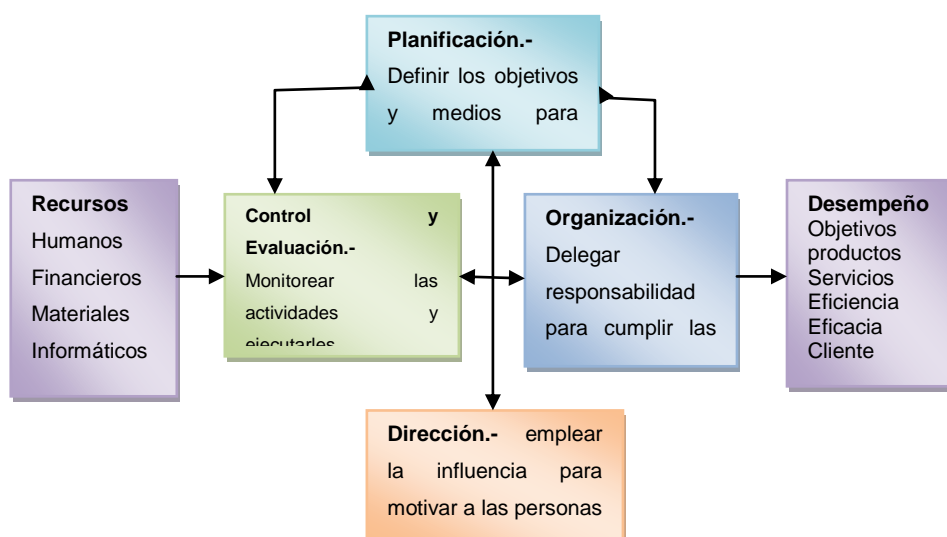 Planificación.-
Definir los objetivos
y medios para
Recursos
Humanos
Financieros
Materiales
Informáticos
Control y
Evaluación.-
Monitorear las
actividades y
ejecutarles
Organización.-
Delegar
responsabilidad
para cumplir las
Desempeño
Objetivos
productos
Servicios
Eficiencia
Eficacia
Cliente
Dirección.- emplear
la influencia para
motivar a las personas